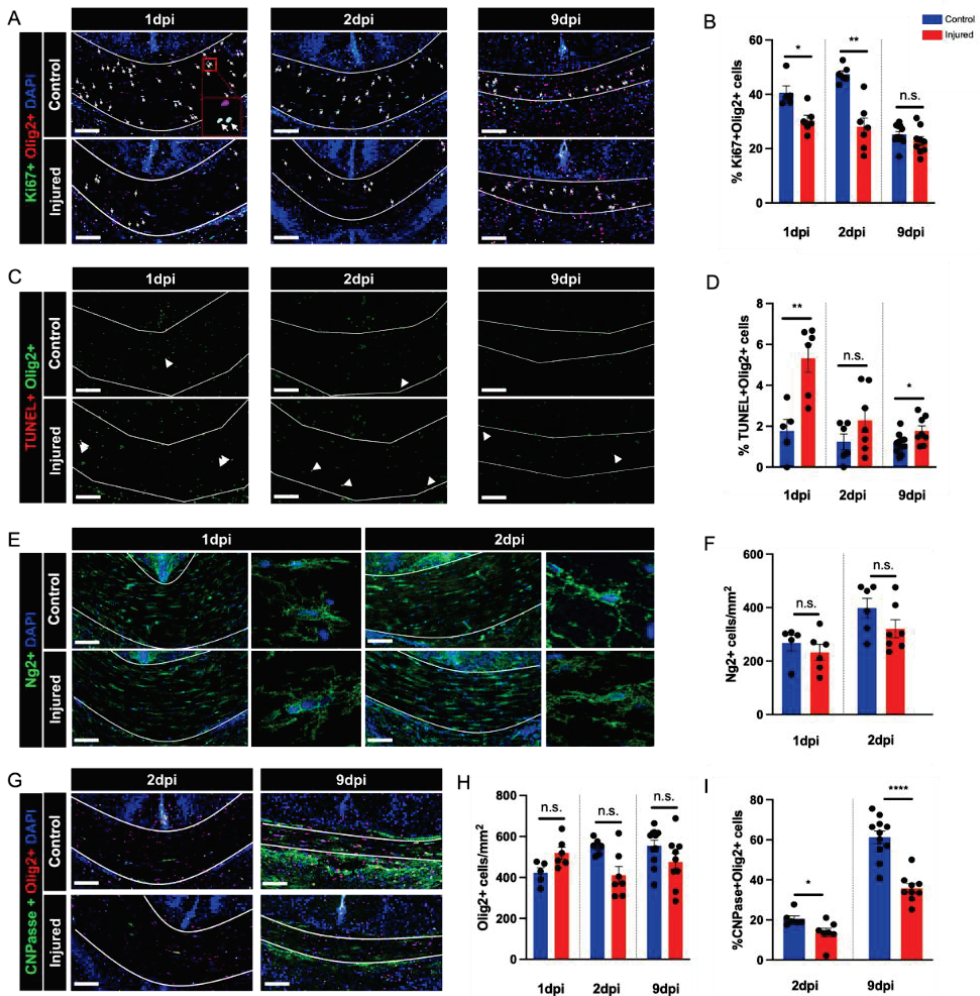 A
1dpi
2dpi
9dpi
Ki67+ Olig2+ DAPI
Control
Injured
B
Control
Injured
% Ki67+Olig2+ cells
60
40
20
0
*
**
n.s.
1dpi
2dpi
9dpi
C
1dpi
2dpi
9dpi
TUNEL+ Olig2+
Control
Injured
D
% TUNEL+Olig2+ cells
8
6
4
2
0
**
n.s.
*
1dpi
2dpi
9dpi
E
1dpi
2dpi
Ng2+ DAPI
Control
Injured
F
Ng2+ cells/mm²
600
400
200
0
n.s.
n.s.
1dpi
2dpi
G
2dpi
9dpi
CNPasse + Olig2+ DAPI
Control
Injured
H
Olig2+ cells/mm²
800
600
400
200
0
n.s.
n.s.
n.s.
1dpi
2dpi
9dpi
I
%CNPase+Olig2+ cells
80
60
40
20
0
*
****
2dpi
9dpi